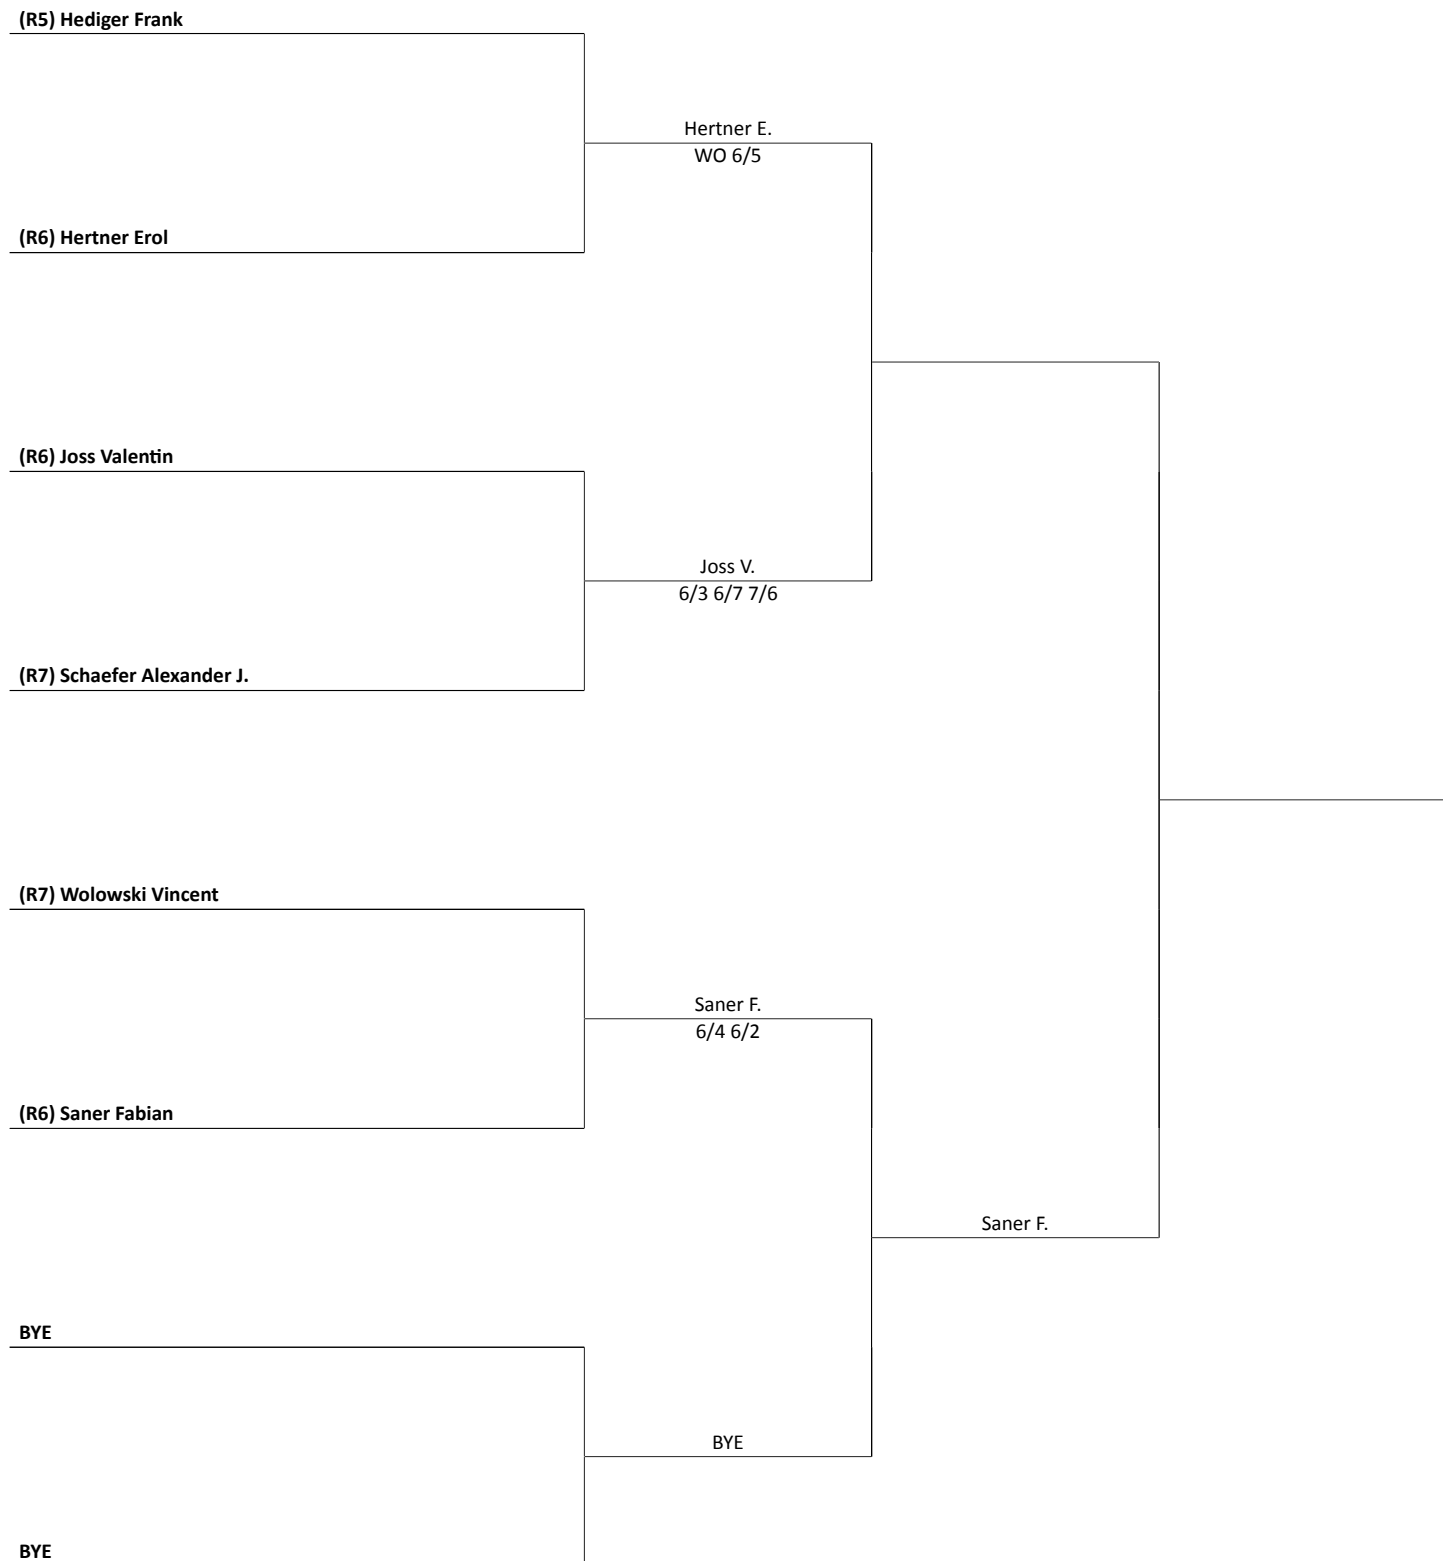 (R5) Hediger Frank
Hertner E.
WO 6/5
(R6) Hertner Erol
(R6) Joss Valentin
Joss V.
6/3 6/7 7/6
(R7) Schaefer Alexander J.
(R7) Wolowski Vincent
Saner F.
6/4 6/2
(R6) Saner Fabian
Saner F.
BYE
BYE
BYE